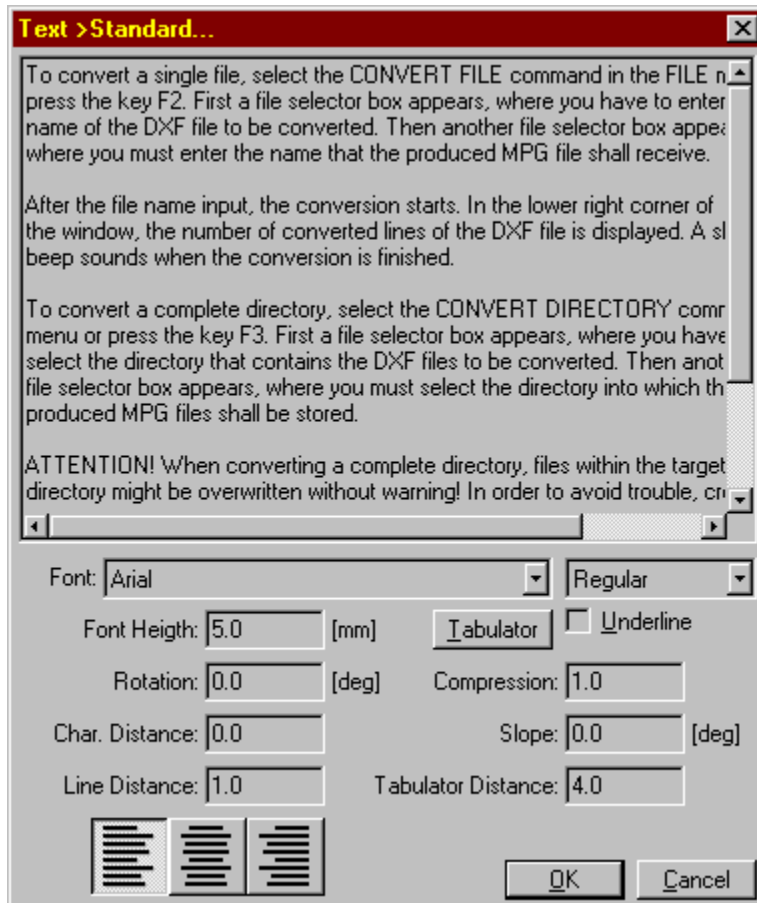 Text >Standard...
To convert a single file, select the CONVERT FILE command in the FILE
press the key F2. First a file selector box appears, where you have to enter
name of the DXF file to be converted. Then another file selector box
where you must enter the name that the produced MPG file shall receive.
After the file name input, the conversion starts. In the lower right corner of
the window, the number of converted lines of the DXF file is displayed. A
beep sounds when the conversion is finished.
To convert a complete directory, select the CONVERT DIRECTORY
menu or press the key F3. First a file selector box appears, where you have
select the directory that contains the DXF files to be converted. Then
file selector box appears, where you must select the directory into which
produced MPG files shall be stored.
ATTENTION! When converting a complete directory, files within the target
directory might be overwritten without warning! In order to avoid trouble,
Font: Arial Regular
Font Heigth: 5.0 [mm] Tabulator Underline
Rotation: 0.0 [deg] Compression: 1.0
Char. Distance: 0.0 Slope: 0.0 [deg]
Line Distance: 1.0 Tabulator Distance: 4.0
OK Cancel